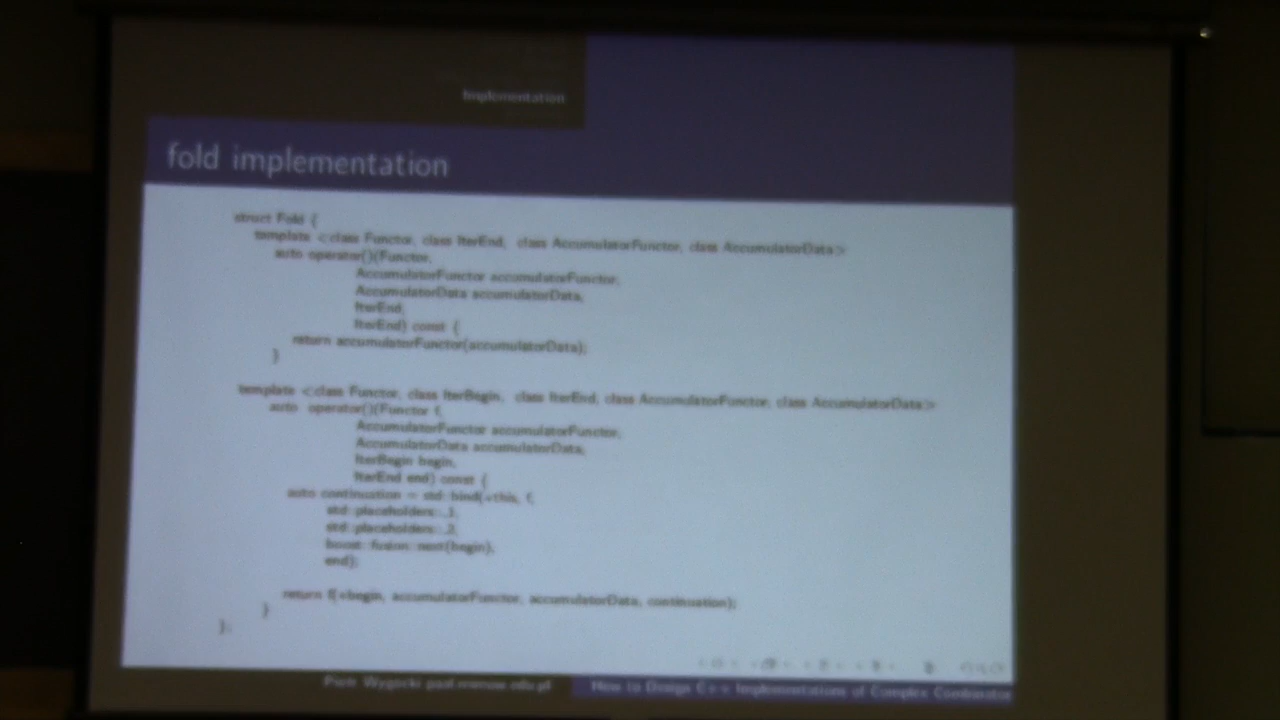 Implementation
fold implementation
struct Fold {
template <class Functor, class IterEnd, class AccumulatorFunctor, class AccumulatorData>
auto operator()(Functor,
AccumulatorFunctor accumulatorFunctor,
AccumulatorData accumulatorData,
IterEnd,
IterEnd) const {
return accumulatorFunctor(accumulatorData);
}
template <class Functor, class IterBegin, class IterEnd, class AccumulatorFunctor, class AccumulatorData>
auto operator()(Functor f,
AccumulatorFunctor accumulatorFunctor,
AccumulatorData accumulatorData,
IterBegin begin,
IterEnd end) const {
auto continuation = std::bind(*this, f,
std::placeholders::_1,
std::placeholders::_2,
boost::fusion::next(begin),
end);
return f(*begin, accumulatorFunctor, accumulatorData, continuation);
}
};
Piotr Wygocki
How to Design C++ Implementations of Complex Combinator